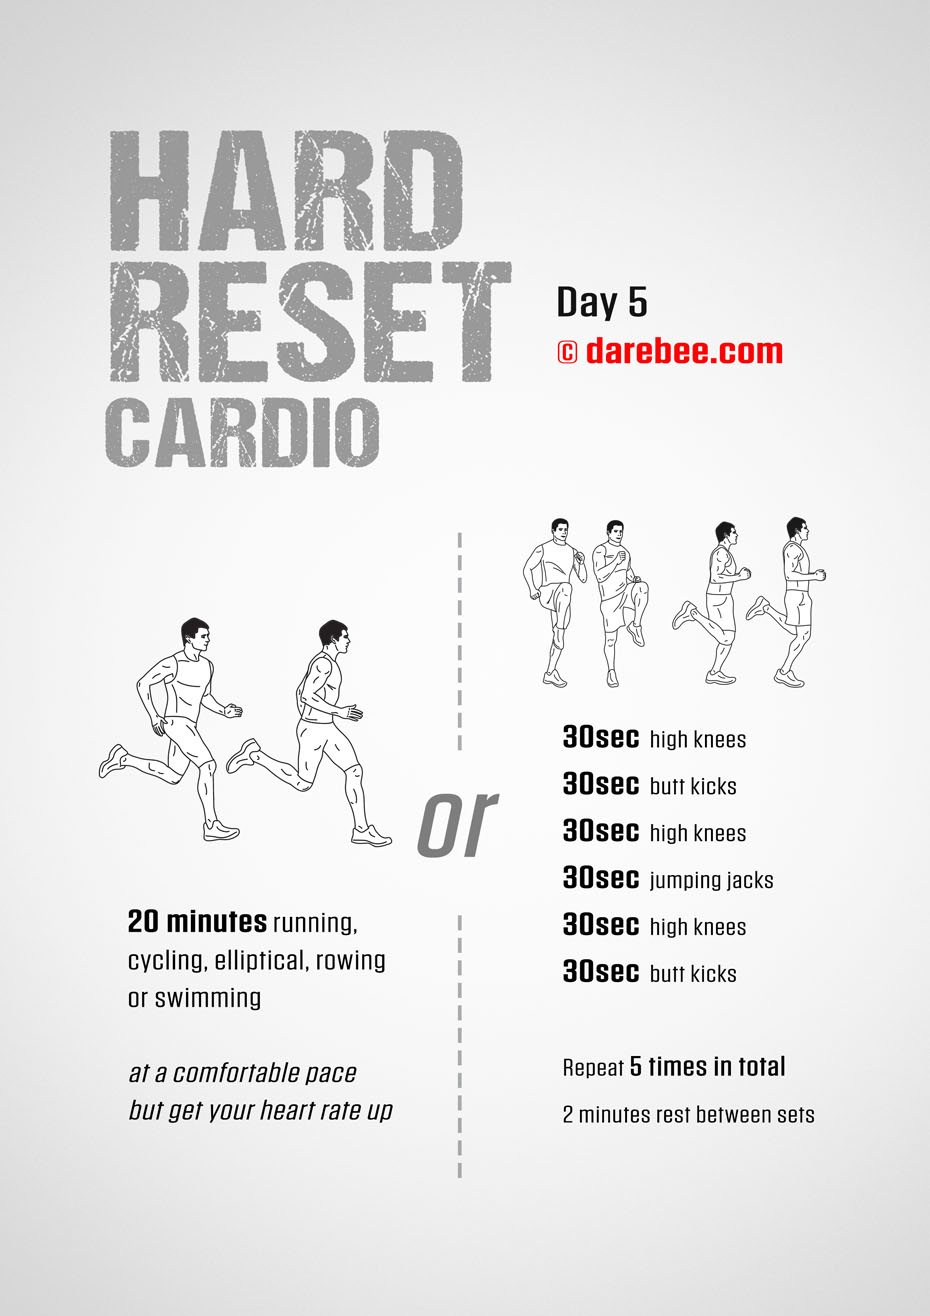 HARD
RESET
CARDIO
Day 5
© darebee.com
20 minutes running,
cycling, elliptical, rowing
or swimming
at a comfortable pace
but get your heart rate up
or
30sec high knees
30sec butt kicks
30sec high knees
30sec jumping jacks
30sec high knees
30sec butt kicks
Repeat 5 times in total
2 minutes rest between sets